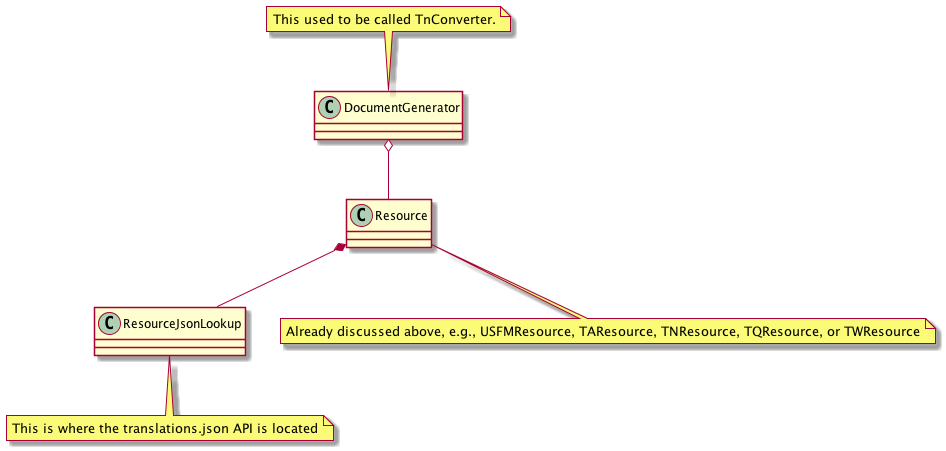 This used to be called TnConverter.
C DocumentGenerator
C Resource
C ResourceJsonLookup
Already discussed above, e.g., USFMResource, TAResource, TNResource, TQResource, or TWResource
This is where the translations.json API is located